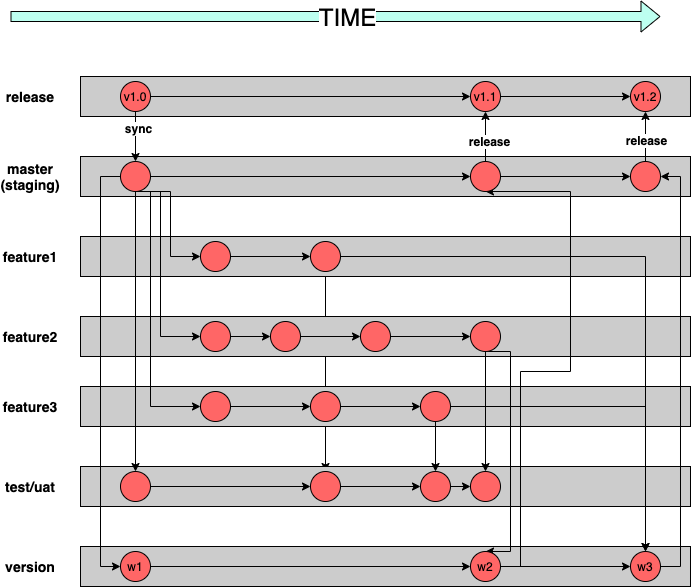 TIME
release
v1.0
v1.1
v1.2
sync
release
release
master
(staging)
feature1
feature2
feature3
test/uat
version
w1
w2
w3